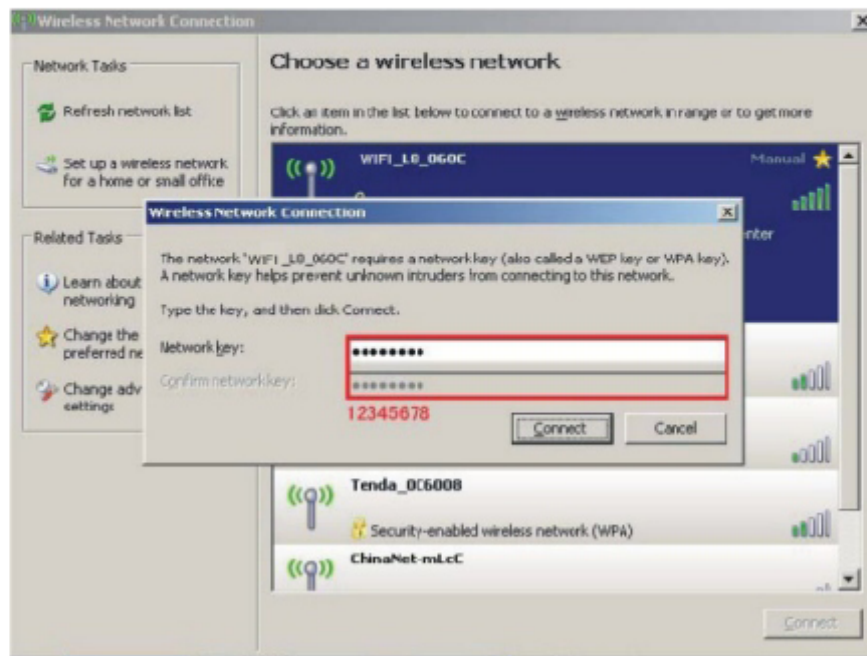 Wireless Network Connection
Network Tasks
Refresh network list
Set up a wireless network
for a home or small office
Related Tasks
Learn about
networking
Change the
preferred ne
Change adv
settings
Choose a wireless network
Click an item in the list below to connect to a wireless network in range or to get more
information.
WIFI_L0_060C
Manual
nter
Wireless Network Connection
The network 'WIFI_L0_060C' requires a network key (also called a WEP key or WPA key).
A network key helps prevent unknown intruders from connecting to this network.
Type the key, and then click Connect.
Network key:
Confirm network key:
12345678
Connect
Cancel
Tenda_0C6008
Security-enabled wireless network (WPA)
ChinaNet-mLcC
Connect